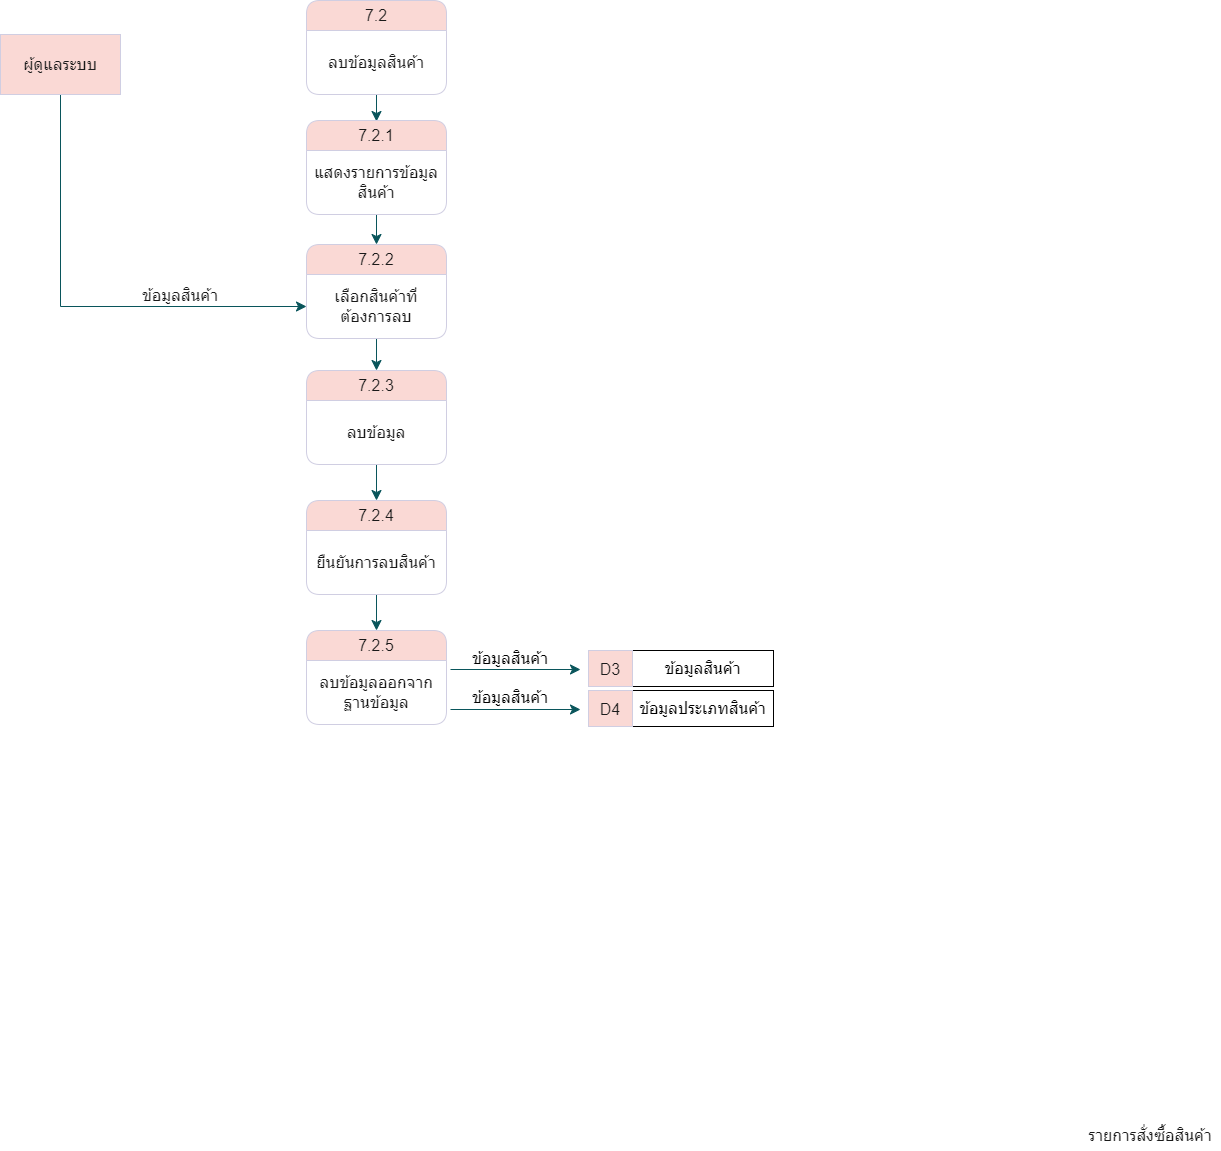 7.2
ลบข้อมูลสินค้า
ผู้ดูแลระบบ
7.2.1
แสดงรายการข้อมูล
สินค้า
7.2.2
เลือกสินค้าที่
ต้องการลบ
ข้อมูลสินค้า
7.2.3
ลบข้อมูล
7.2.4
ยืนยันการลบสินค้า
7.2.5
ลบข้อมูลออกจาก
ฐานข้อมูล
ข้อมูลสินค้า
D3
ข้อมูลสินค้า
ข้อมูลสินค้า
D4
ข้อมูลประเภทสินค้า
รายการสั่งซื้อสินค้า